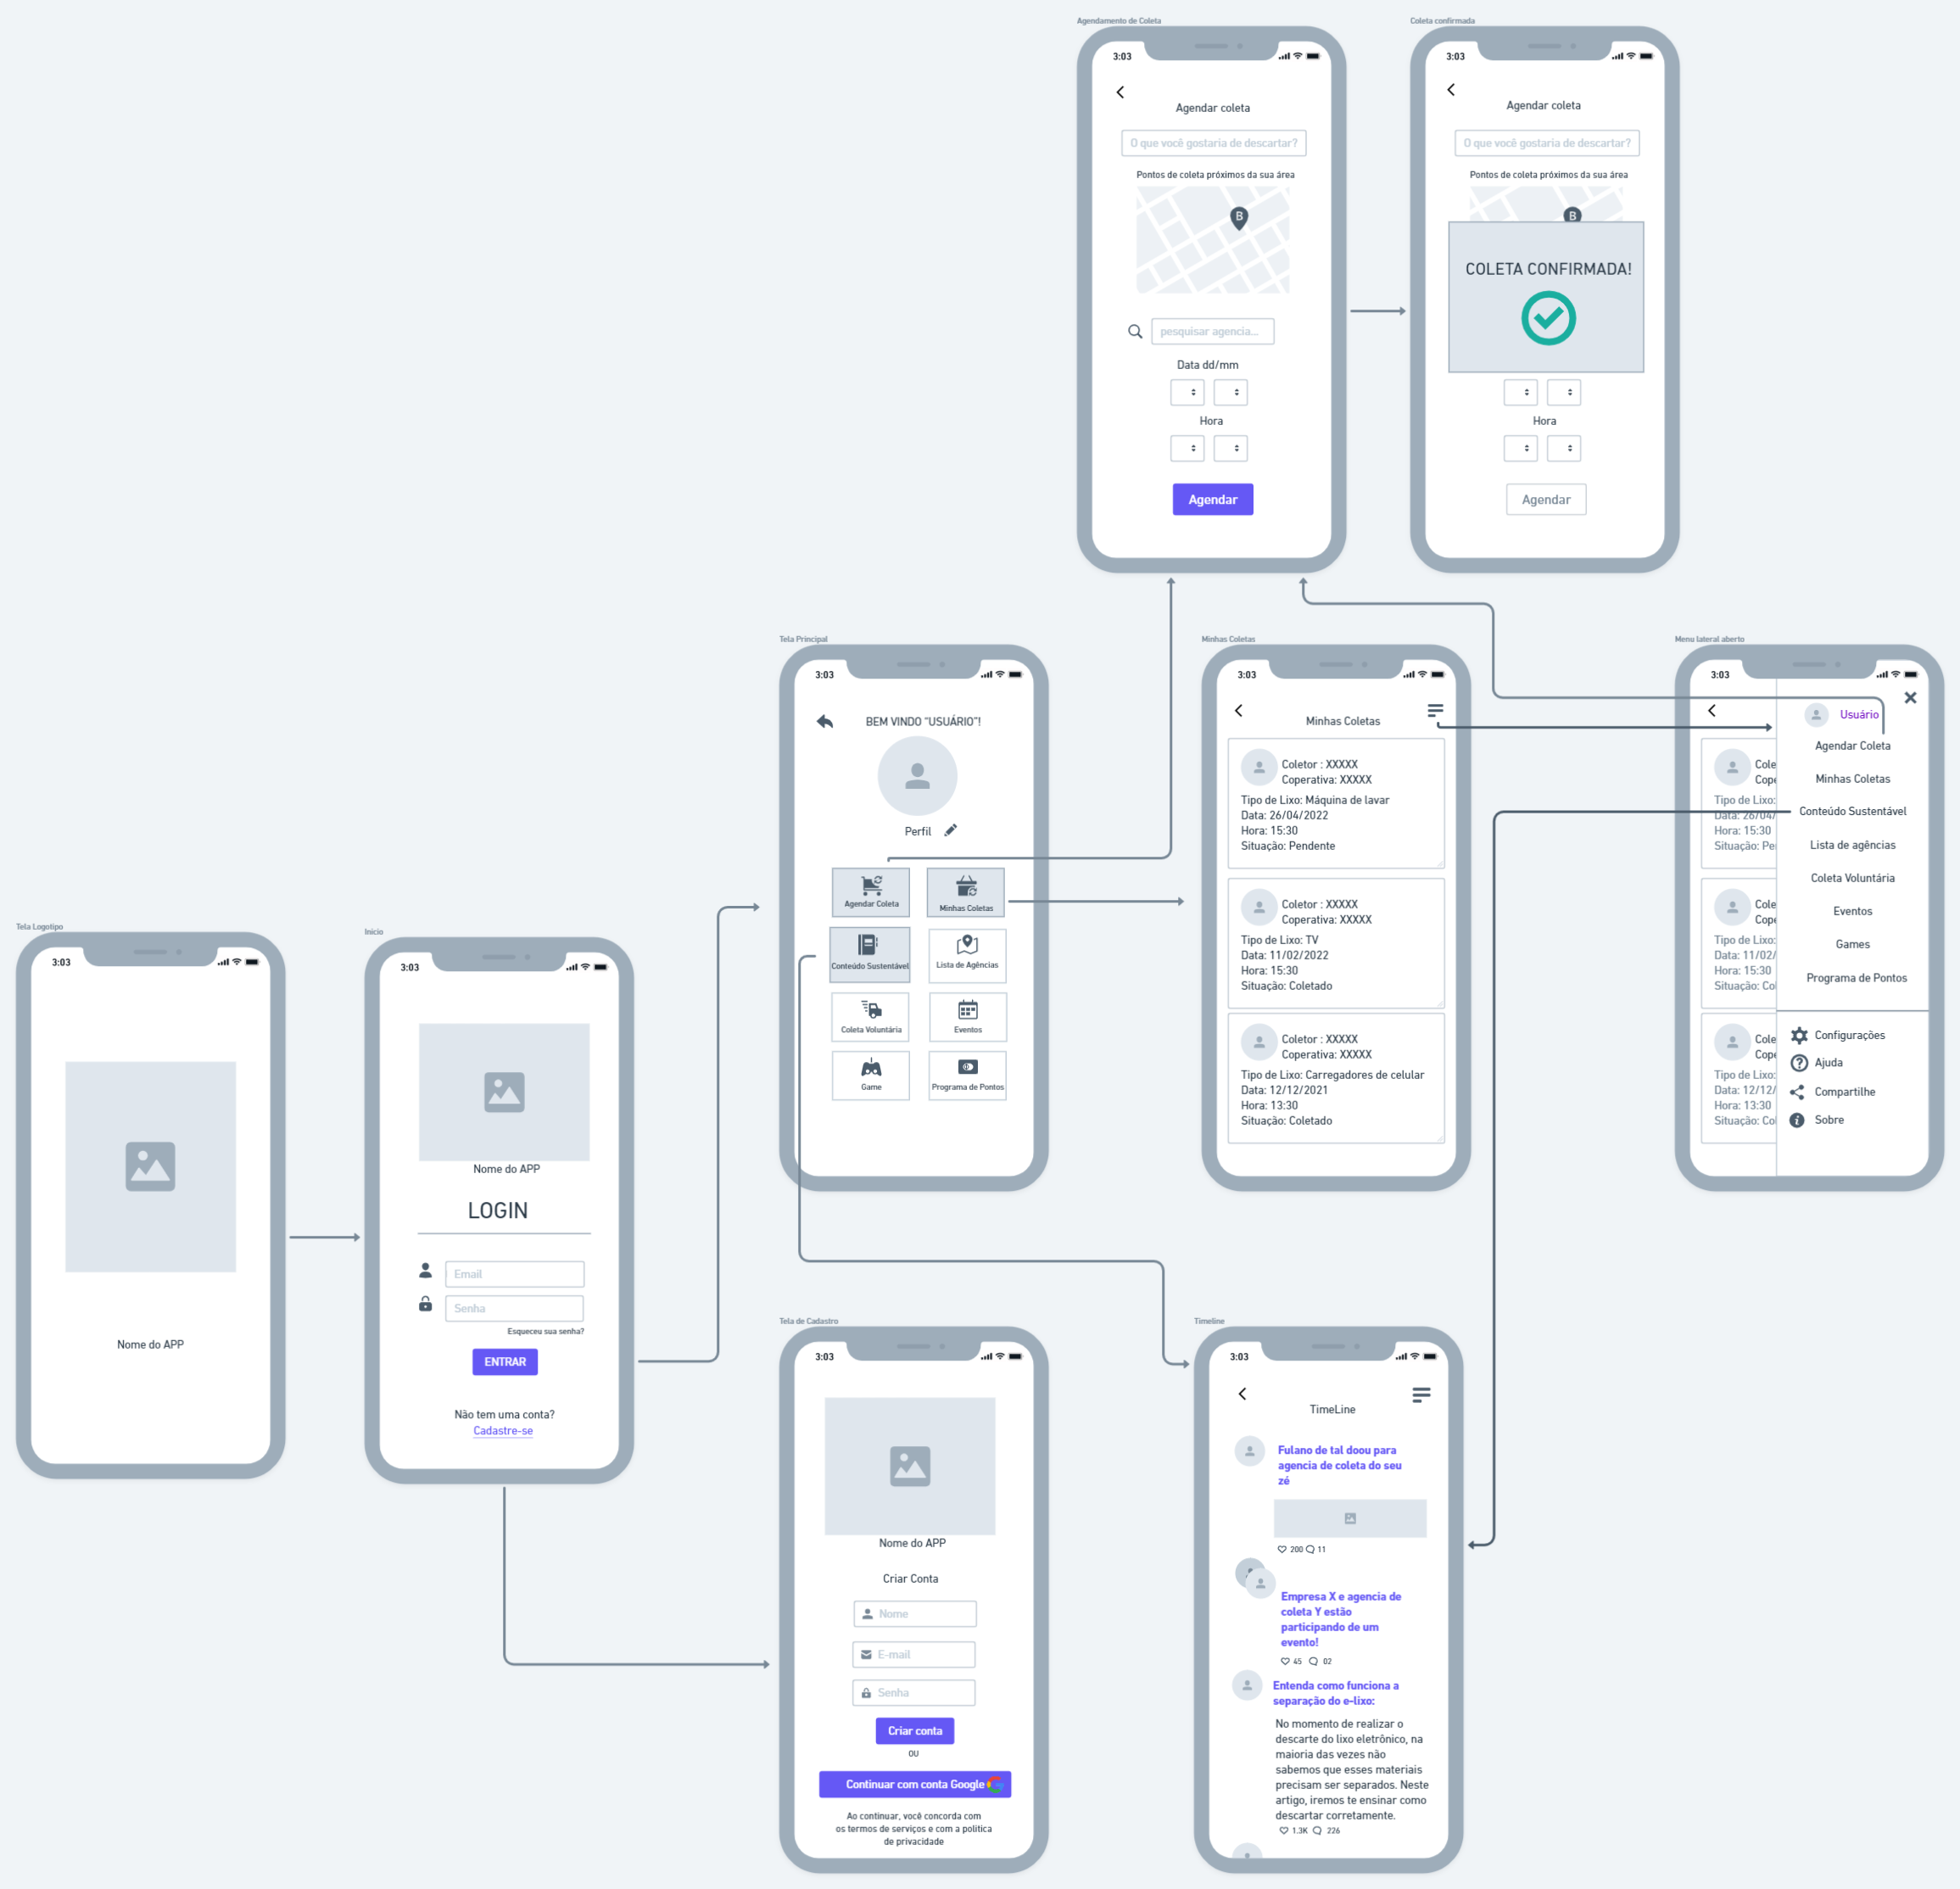 Agendamento de Coleta
3:03
Agendar coleta
O que você gostaria de descartar?
Pontos de coleta próximos da sua área
B
pesquisar agencia...
Data dd/mm
Hora
Agendar
Coleta confirmada
3:03
Agendar coleta
O que você gostaria de descartar?
Pontos de coleta próximos da sua área
B
COLETA CONFIRMADA!
Hora
Agendar
Tela Principal
3:03
BEM VINDO "USUÁRIO"!
Perfil
Agendar Coleta
Minhas Coletas
Conteúdo Sustentável
Lista de Agências
Coleta Voluntária
Eventos
Game
Programa de Pontos
Minhas Coletas
3:03
Minhas Coletas
Coletor : XXXXX
Coperativa: XXXXX
Tipo de Lixo: Máquina de lavar
Data: 26/04/2022
Hora: 15:30
Situação: Pendente
Coletor : XXXXX
Coperativa: XXXXX
Tipo de Lixo: TV
Data: 11/02/2022
Hora: 15:30
Situação: Coletado
Coletor : XXXXX
Coperativa: XXXXX
Tipo de Lixo: Carregadores de celular
Data: 12/12/2021
Hora: 13:30
Situação: Coletado
Menu lateral aberto
3:03
Cole
Cope
Tipo de Lixo:
Data: 26/04/
Hora: 15:30
Situação: Pe
Cole
Cope
Tipo de Lixo:
Data: 11/02/
Hora: 15:30
Situação: Co
Cole
Cope
Tipo de Lixo:
Data: 12/12/
Hora: 13:30
Situação: Co
Usuário
Agendar Coleta
Minhas Coletas
Conteúdo Sustentável
Lista de agências
Coleta Voluntária
Eventos
Games
Programa de Pontos
Configurações
Ajuda
Compartilhe
Sobre
Tela Logotipo
3:03
Nome do APP
Inicio
3:03
Nome do APP
LOGIN
Email
Senha
Esqueceu sua senha?
ENTRAR
Não tem uma conta?
Cadastre-se
Tela de Cadastro
3:03
Nome do APP
Criar Conta
Nome
E-mail
Senha
Criar conta
OU
Continuar com conta Google
Ao continuar, você concorda com
os termos de serviços e com a política
de privacidade
Timeline
3:03
TimeLine
Fulano de tal doou para
agencia de coleta do seu
zé
200 11
Empresa X e agencia de
coleta Y estão
participando de um
evento!
45 02
Entenda como funciona a
separação do e-lixo:
No momento de realizar o
descarte do lixo eletrônico, na
maioria das vezes não
sabemos que esses materiais
precisam ser separados. Neste
artigo, iremos te ensinar como
descartar corretamente.
1.3K 226